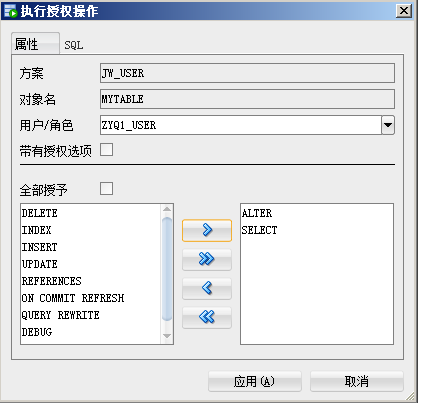 执行授权操作
属性 SQL
方案 JW_USER
对象名 MYTABLE
用户/角色 ZYQ1_USER
带有授权选项
全部授予
DELETE
INDEX
INSERT
UPDATE
REFERENCES
ON COMMIT REFRESH
QUERY REWRITE
DEBUG
ALTER
SELECT
应用(A) 取消